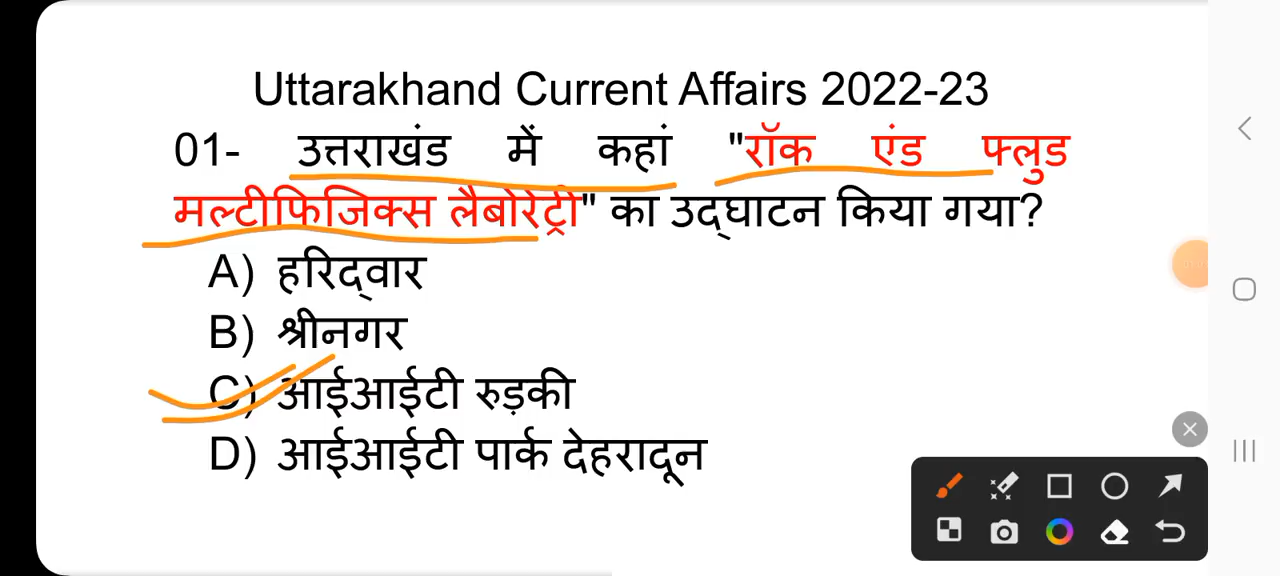 Uttarakhand Current Affairs 2022-23
01- उत्तराखंड में कहां "रॉक एंड फ्लुड
मल्टीफिजिक्स लैबोरेट्री" का उद्घाटन किया गया?
A) हरिद्वार
B) श्रीनगर
C) आईआईटी रुड़की
D) आईआईटी पार्क देहरादून